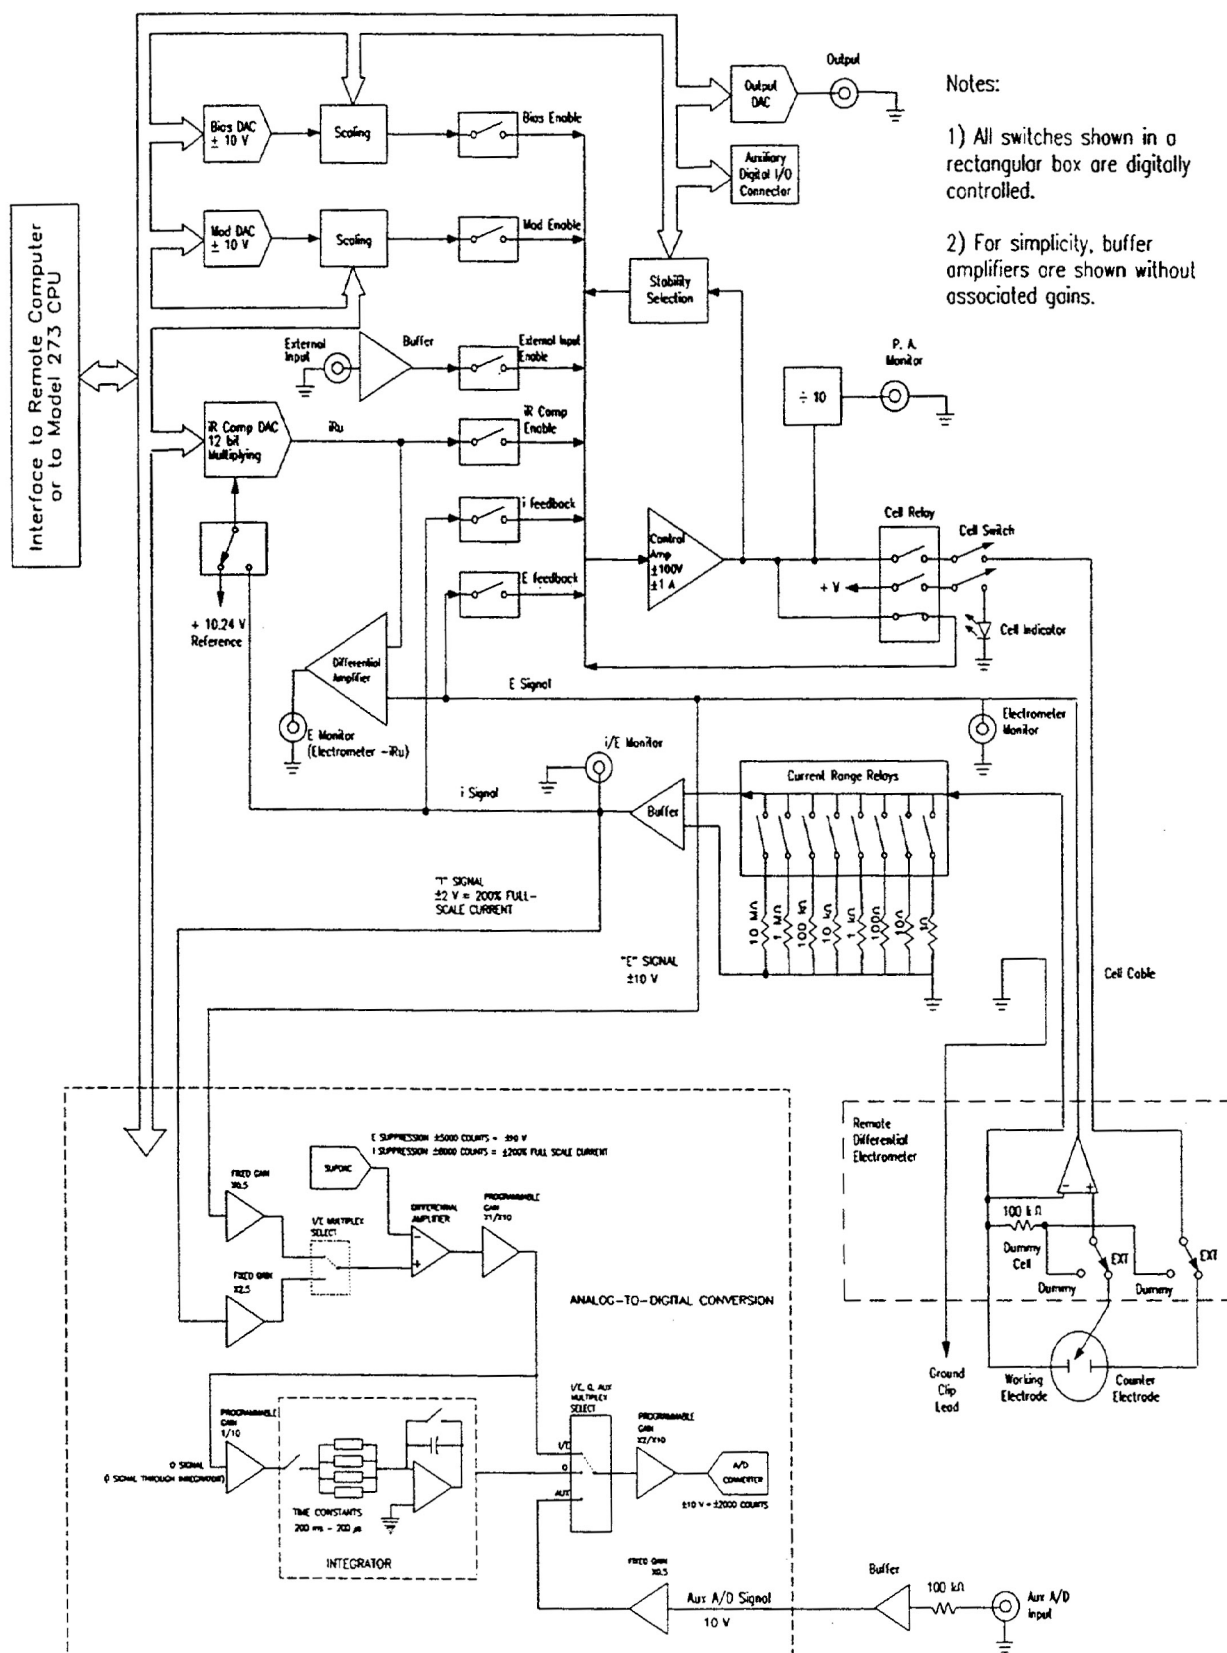 Interface to Remote Computer
or to Model 273 CPU
Bias DAC
± 10 V
Scaling
Bias Enable
Output
DAC
Output
Notes:
1) All switches shown in a
rectangular box are digitally
controlled.
2) For simplicity, buffer
amplifiers are shown without
associated gains.
Auxiliary
Digital I/O
Connector
Mod DAC
± 10 V
Scaling
Mod Enable
Stability
Selection
External
Input
Buffer
External Input
Enable
P. A.
Monitor
÷ 10
iR Comp DAC
12 bit
Multiplying
iRu
iR Comp
Enable
i feedback
E feedback
Control
Amp
±100V
±1 A
Cell Relay
Cell Switch
+ V
Cell Indicator
+ 10.24 V
Reference
Differential
Amplifier
E Signal
E Monitor
(Electrometer -iRu)
i/E Monitor
Electrometer
Monitor
i Signal
Buffer
Current Range Relays
"I" SIGNAL
±2 V = 200% FULL-
SCALE CURRENT
10 MΩ
1 MΩ
100 kΩ
10 kΩ
1 kΩ
100Ω
10Ω
1Ω
"E" SIGNAL
±10 V
Cell Cable
Remote
Differential
Electrometer
- +
100 kΩ
Dummy
Cell
EXT
EXT
Dummy
Dummy
Ground
Clip
Lead
Working
Electrode
Counter
Electrode
E SUPPRESSION ±5000 COUNTS = ±10 V
I SUPPRESSION ±8000 COUNTS = ±200% FULL SCALE CURRENT
SUPDAC
FIXED GAIN
X0.5
I/E MULTIPLEX
SELECT
DIFFERENTIAL
AMPLIFIER
-
+
PROGRAMMABLE
GAIN
X1/X10
FIXED GAIN
X2.5
ANALOG-TO-DIGITAL CONVERSION
PROGRAMMABLE
GAIN
1/10
Q SIGNAL
(I SIGNAL THROUGH INTEGRATOR)
TIME CONSTANTS
200 ms - 200 μs
INTEGRATOR
I/E, Q, AUX
MULTIPLEX
SELECT
I/E
Q
AUX
PROGRAMMABLE
GAIN
X2/X10
A/D
CONVERTER
±10 V = ±2000 COUNTS
FIXED GAIN
X0.5
Aux A/D Signal
10 V
Buffer
100 kΩ
Aux A/D
Input